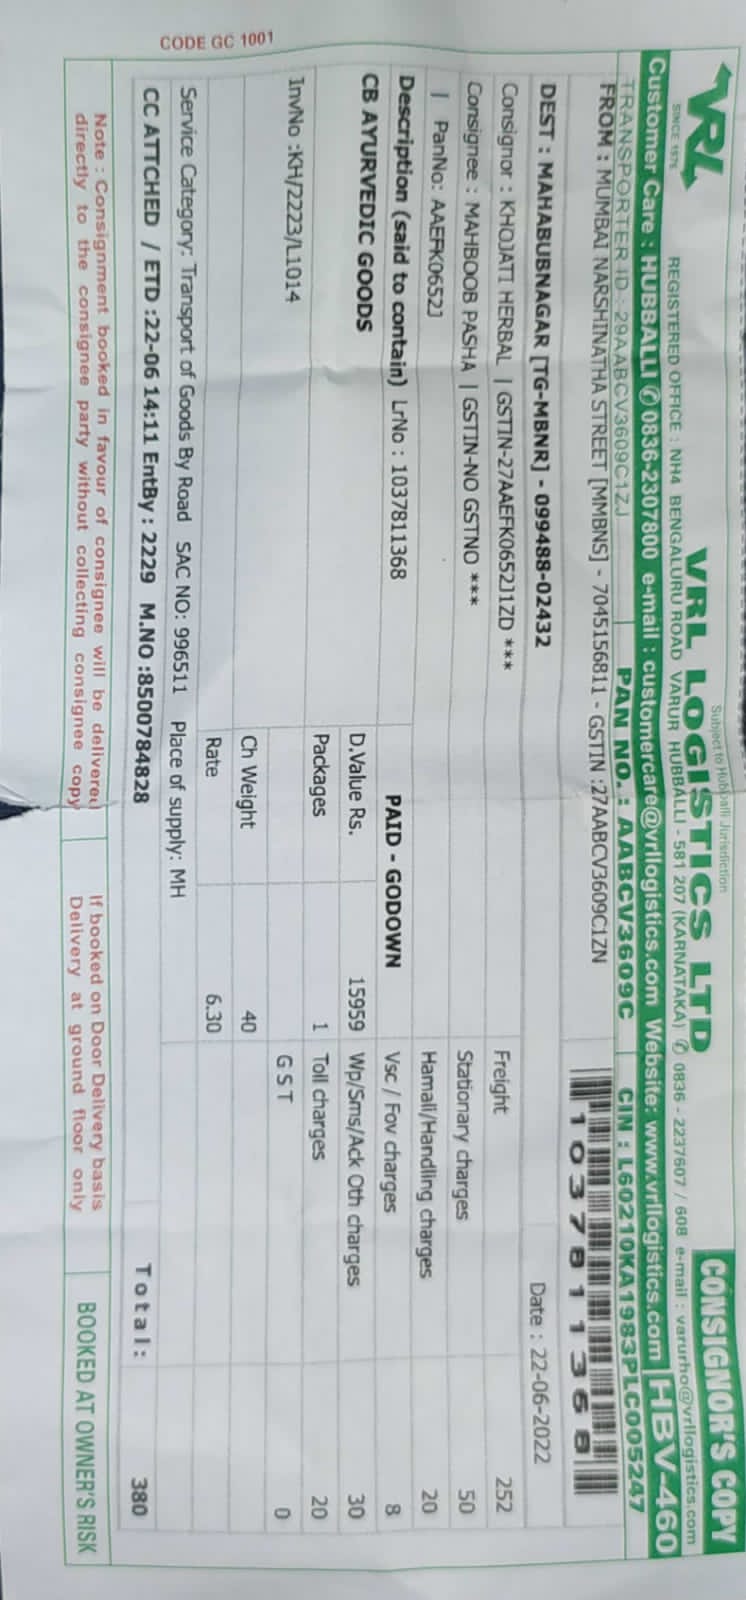 CODE GC 1001
VRL
SINCE 1976
Subject to Hubballi Jurisdiction
VRL LOGISTICS LTD
CONSIGNOR'S COPY
REGISTERED OFFICE : NH4 BENGALURU ROAD VARUR HUBBALLI - 581 207 (KARNATAKA) ✆ 0836 - 2237607 / 608 e-mail : varurho@vrllogistics.com
Customer Care : HUBBALLI ✆ 0836-2307800 e-mail : customercare@vrllogistics.com Website: www.vrllogistics.com HBV-460
TRANSPORTER ID : 29AABCV3609C1ZJ PAN NO. : AABCV3609C CIN : L60210KA1983PLC005247
FROM : MUMBAI NARSHINATHA STREET [MMBNS] - 7045156811 - GSTIN :27AABCV3609C1ZN
1037811368
DEST : MAHABUBNAGAR [TG-MBNR] - 099488-02432 Date : 22-06-2022
Consignor : KHOJATI HERBAL | GSTIN-27AAEFK0652J1ZD *** Freight 252
Consignee : MAHBOOB PASHA | GSTIN-NO GSTNO *** Stationary charges 50
| PanNo: AAEFK0652J Hamali/Handling charges 20
Description (said to contain) LrNo : 1037811368 PAID - GODOWN Vsc / Fov charges 8
CB AYURVEDIC GOODS D.Value Rs. 15959 Wp/Sms/Ack Oth charges 30
Packages 1 Toll charges 20
InvNo :KH/2223/L1014 G S T 0
Ch Weight 40
Rate 6.30
Service Category: Transport of Goods By Road SAC NO: 996511 Place of supply: MH
CC ATTCHED / ETD :22-06 14:11 EntBy : 2229 M.NO :8500784828 Total: 380
Note : Consignment booked in favour of consignee will be delivered
directly to the consignee party without collecting consignee copy
If booked on Door Delivery basis
Delivery at ground floor only
BOOKED AT OWNER'S RISK